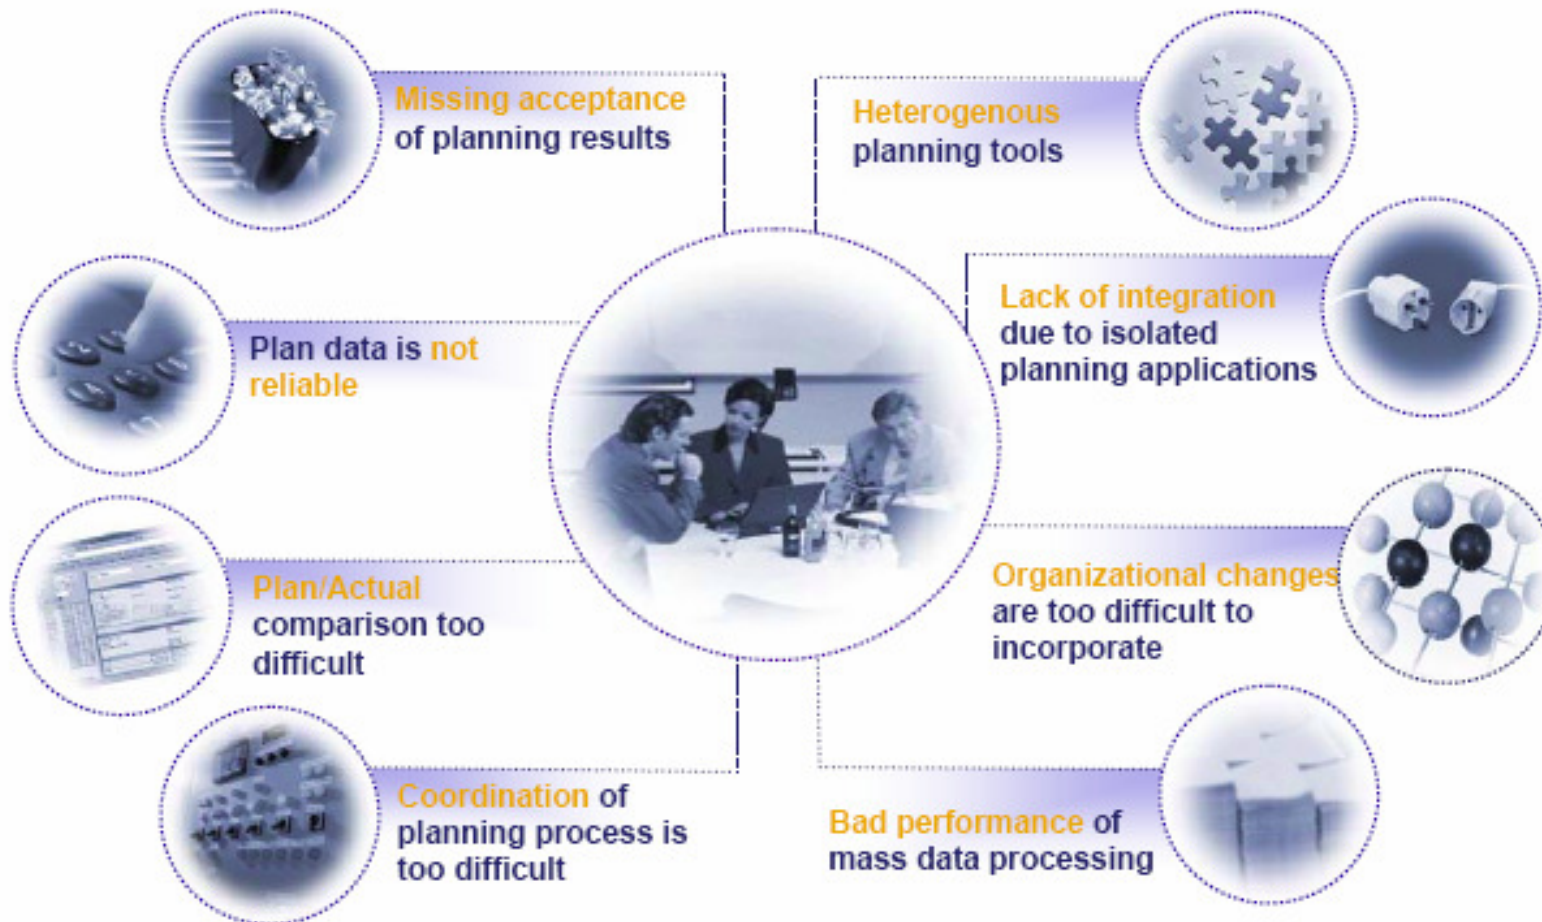 Missing acceptance
of planning results
Heterogenous
planning tools
Lack of integration
due to isolated
planning applications
Plan data is not
reliable
Plan/Actual
comparison too
difficult
Organizational changes
are too difficult to
incorporate
Coordination of
planning process is
too difficult
Bad performance of
mass data processing